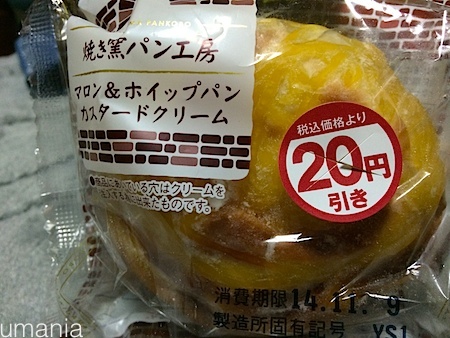 焼き窯パン工房
マロン&ホイップパン
カスタードクリーム
税込価格より
20円
引き
消費期限14.11. 9
製造所固有記号 YS1
umania